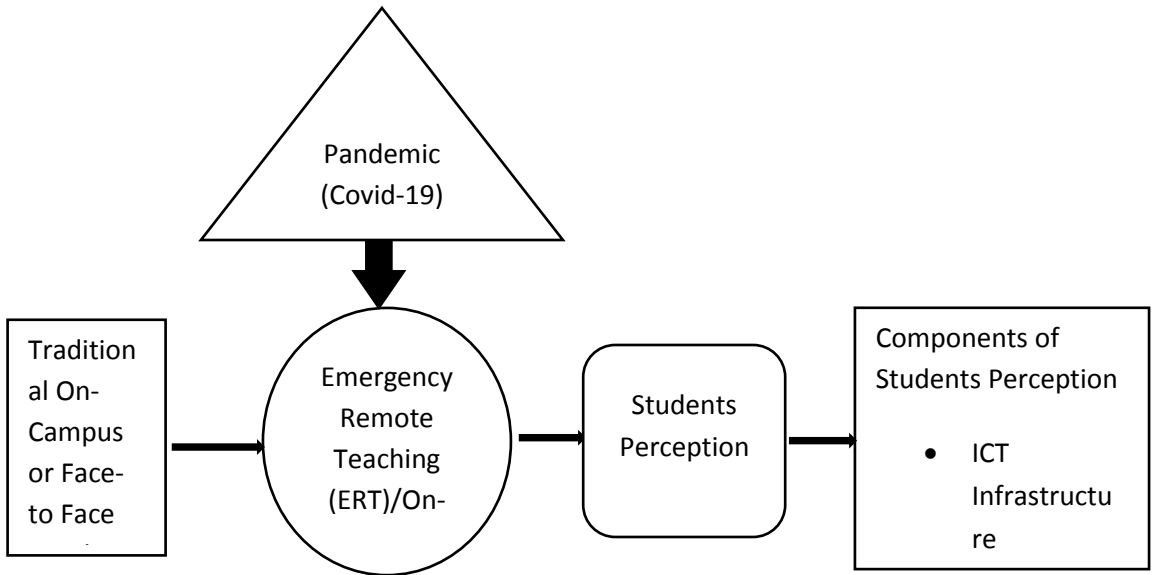 Pandemic
(Covid-19)
Tradition
al On-
Campus
or Face-
to Face
Emergency
Remote
Teaching
(ERT)/On-
Students
Perception
Components of
Students Perception
• ICT
Infrastructu
re